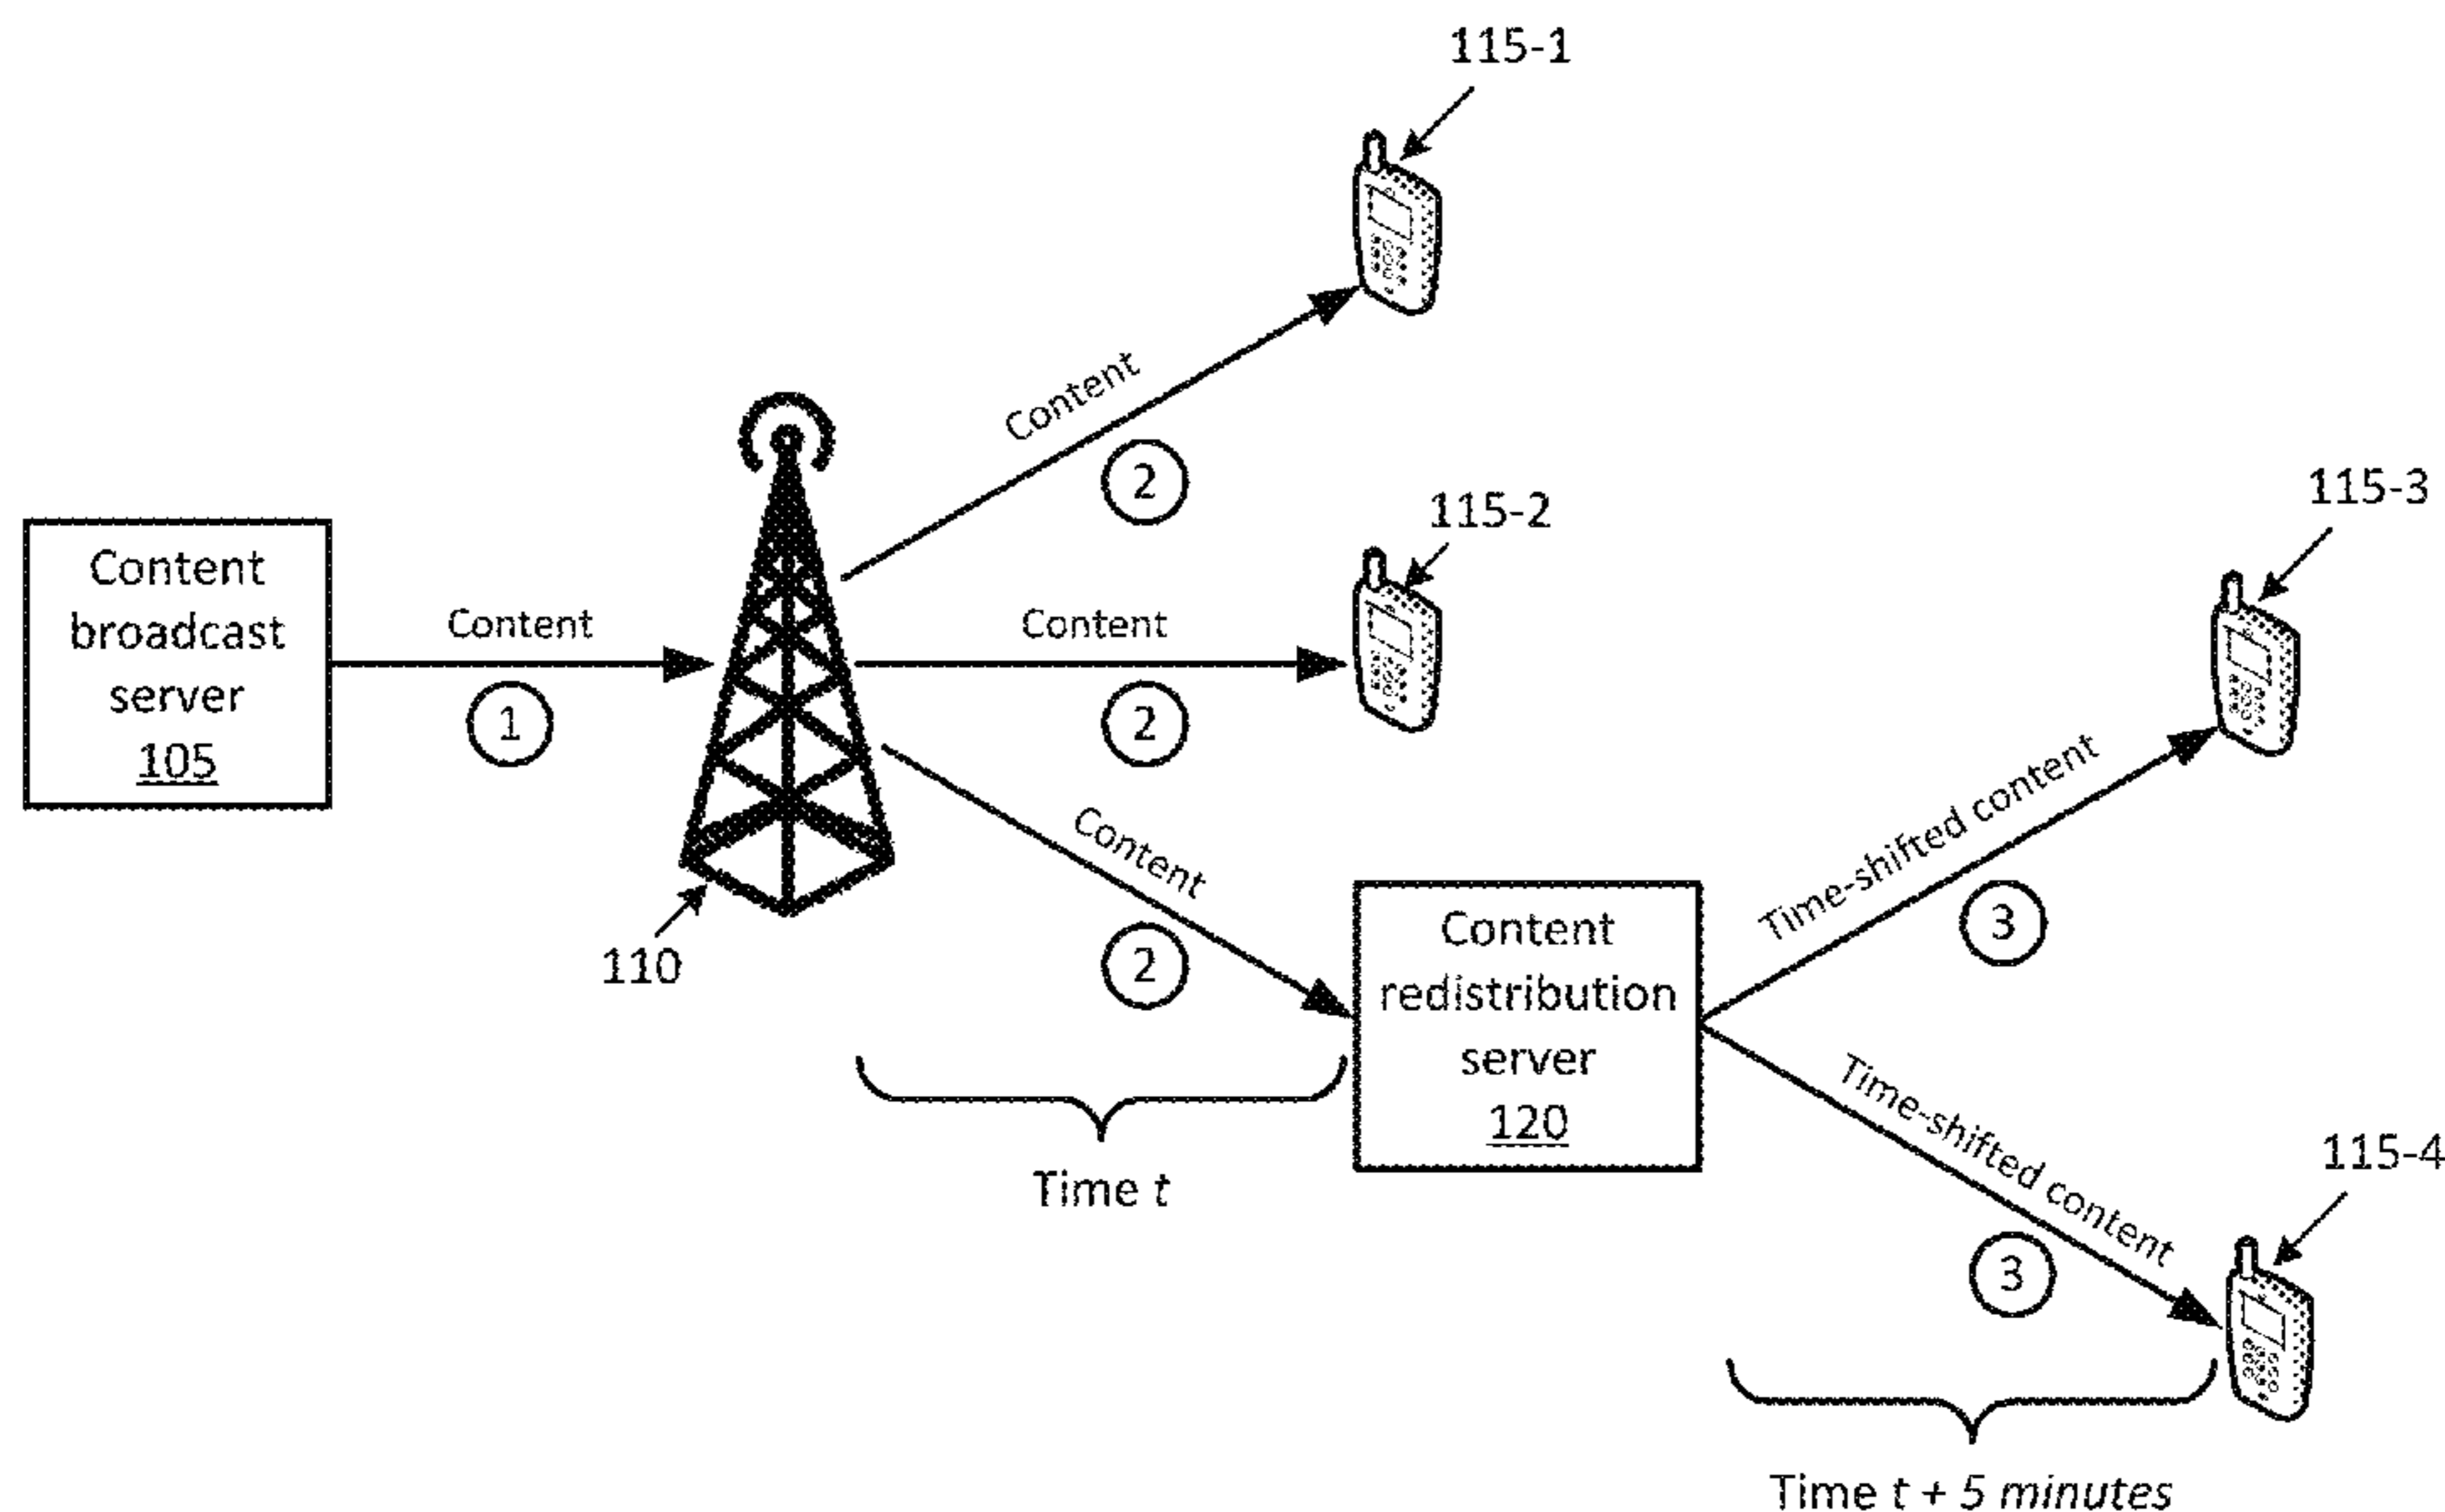 115-1
Content
2
115-2
115-3
Content
broadcast
server
105
Content
1
Content
2
Content
2
110
Content
redistribution
server
120
Time-shifted content
3
Time t
Time-shifted content
3
115-4
Time t + 5 minutes